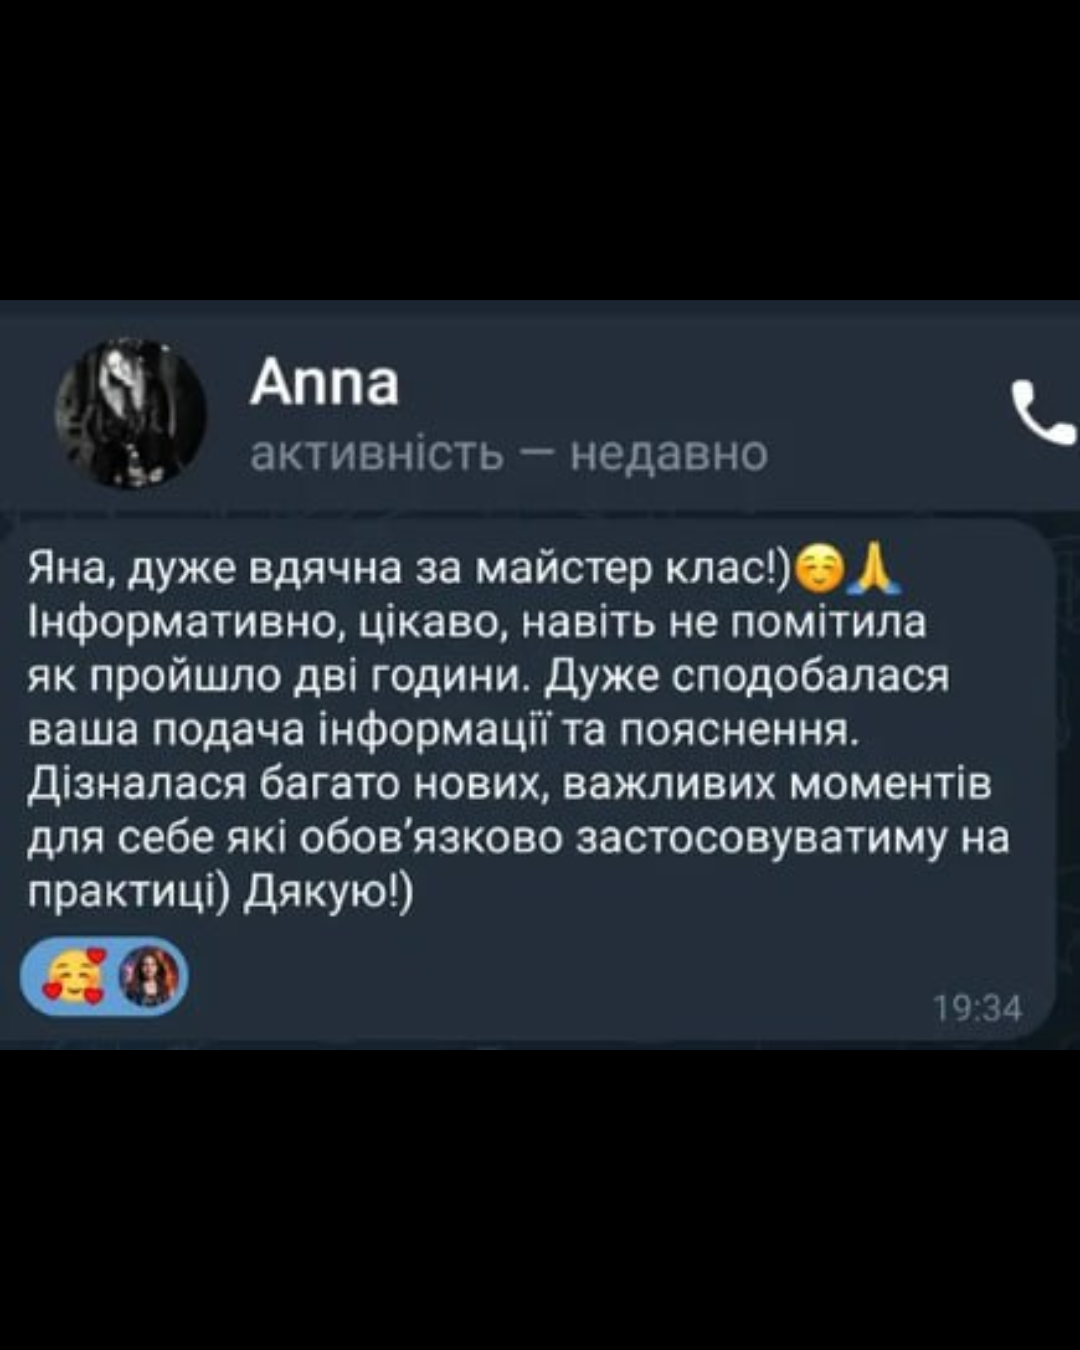 Anna
активність — недавно
Яна, дуже вдячна за майстер клас!)☺️🙏
Інформативно, цікаво, навіть не помітила
як пройшло дві години. Дуже сподобалася
ваша подача інформації та пояснення.
Дізналася багато нових, важливих моментів
для себе які обов’язково застосовуватиму на
практиці) Дякую!)
🥰
19:34